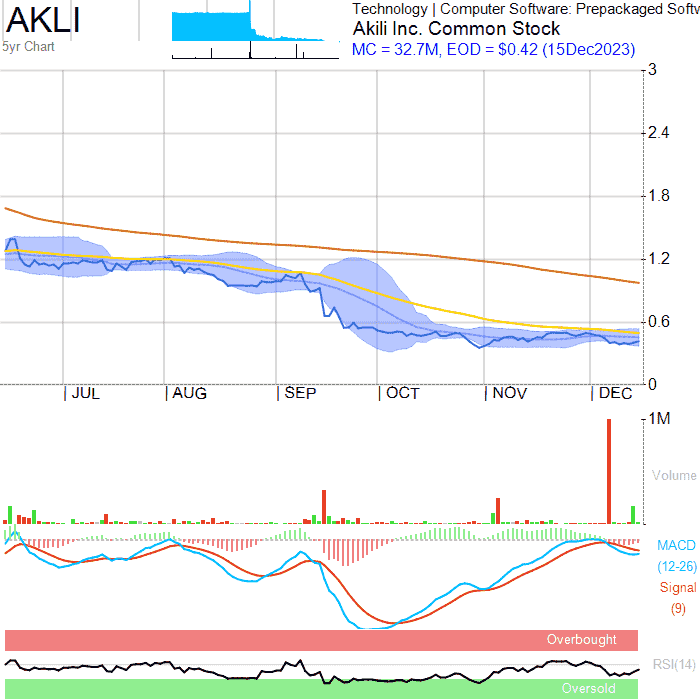 AKLI
5yr Chart
Technology | Computer Software: Prepackaged Softw
Akili Inc. Common Stock
MC = 32.7M, EOD = $0.42 (15Dec2023)
3
2.4
1.8
1.2
0.6
0
JUL AUG SEP OCT NOV DEC
1M
Volume
MACD
(12-26)
Signal
(9)
Overbought
RSI(14)
Oversold